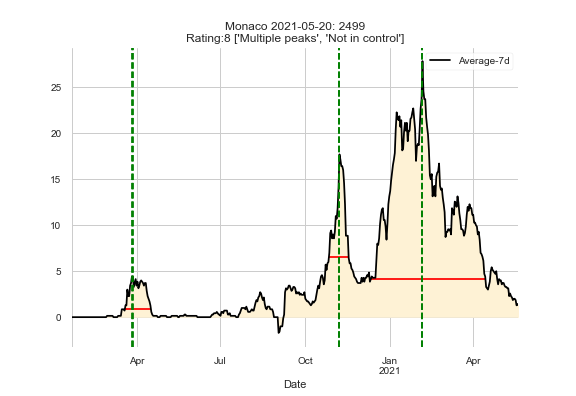 Monaco 2021-05-20: 2499
Rating:8 ['Multiple peaks', 'Not in control']
Average-7d
25
20
15
10
5
0
Apr
Jul
Oct
Jan
2021
Apr
Date